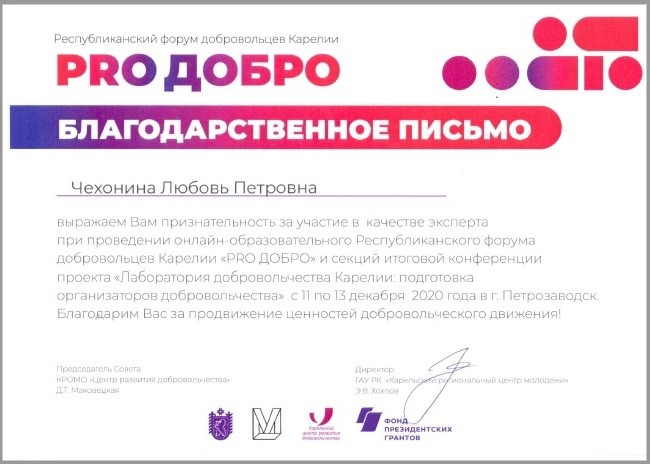 Республиканский форум добровольцев Карелии
PRO ДОБРО
БЛАГОДАРСТВЕННОЕ ПИСЬМО
Чехонина Любовь Петровна
выражаем Вам признательность за участие в качестве эксперта
при проведении онлайн-образовательного Республиканского форума
добровольцев Карелии «PRO ДОБРО» и секций итоговой конференции
проекта «Лаборатория добровольчества Карелии: подготовка
организаторов добровольчества» с 11 по 13 декабря 2020 года в г. Петрозаводск.
Благодарим Вас за продвижение ценностей добровольческого движения!
Председатель Совета
КРОМО «Центр развития добровольчества»
Д.Т. Маковецкая
Директор
ГАУ РК «Карельский региональный центр молодежи»
Э.В. Хохлов
Карельский
центр развития
добровольчества
ФОНД
ПРЕЗИДЕНТСКИХ
ГРАНТОВ